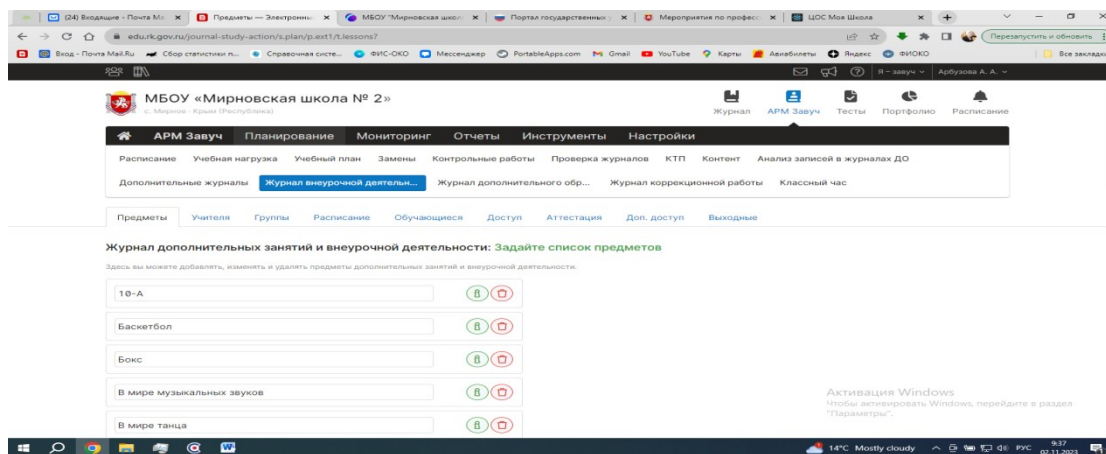 (24) Входящие - Почта Ma
Предметы — Электронны
МБОУ "Мирновская школ
Портал государственных у
Мероприятия по професс
ЦОС Моя Школа
edu.rk.gov.ru/journal-study-action/s.plan/p.ext1/t.lessons?
Перезапустить и обновить
Вход - Почта Mail.Ru Сбор статистики п... Справочная систе... ФИС-ОКО Мессенджер PortableApps.com Gmail YouTube Карты Авиабилеты Яндекс ФИОКО Все закладки
Я – завуч Арбузова А. А.
МБОУ «Мирновская школа № 2»
с. Мирное · Крым (Республика)
Журнал АРМ Завуч Тесты Портфолио Расписание
АРМ Завуч Планирование Мониторинг Отчеты Инструменты Настройки
Расписание Учебная нагрузка Учебный план Замены Контрольные работы Проверка журналов КТП Контент Анализ записей в журналах ДО
Дополнительные журналы Журнал внеурочной деятельн... Журнал дополнительного обр... Журнал коррекционной работы Классный час
Предметы Учителя Группы Расписание Обучающиеся Доступ Аттестация Доп. доступ Выходные
Журнал дополнительных занятий и внеурочной деятельности: Задайте список предметов
Здесь вы можете добавлять, изменять и удалять предметы дополнительных занятий и внеурочной деятельности.
10-А
Баскетбол
Бокс
В мире музыкальных звуков
В мире танца
Активация Windows
Чтобы активировать Windows, перейдите в раздел
"Параметры".
14°C Mostly cloudy РУС 9:37
02.11.2023